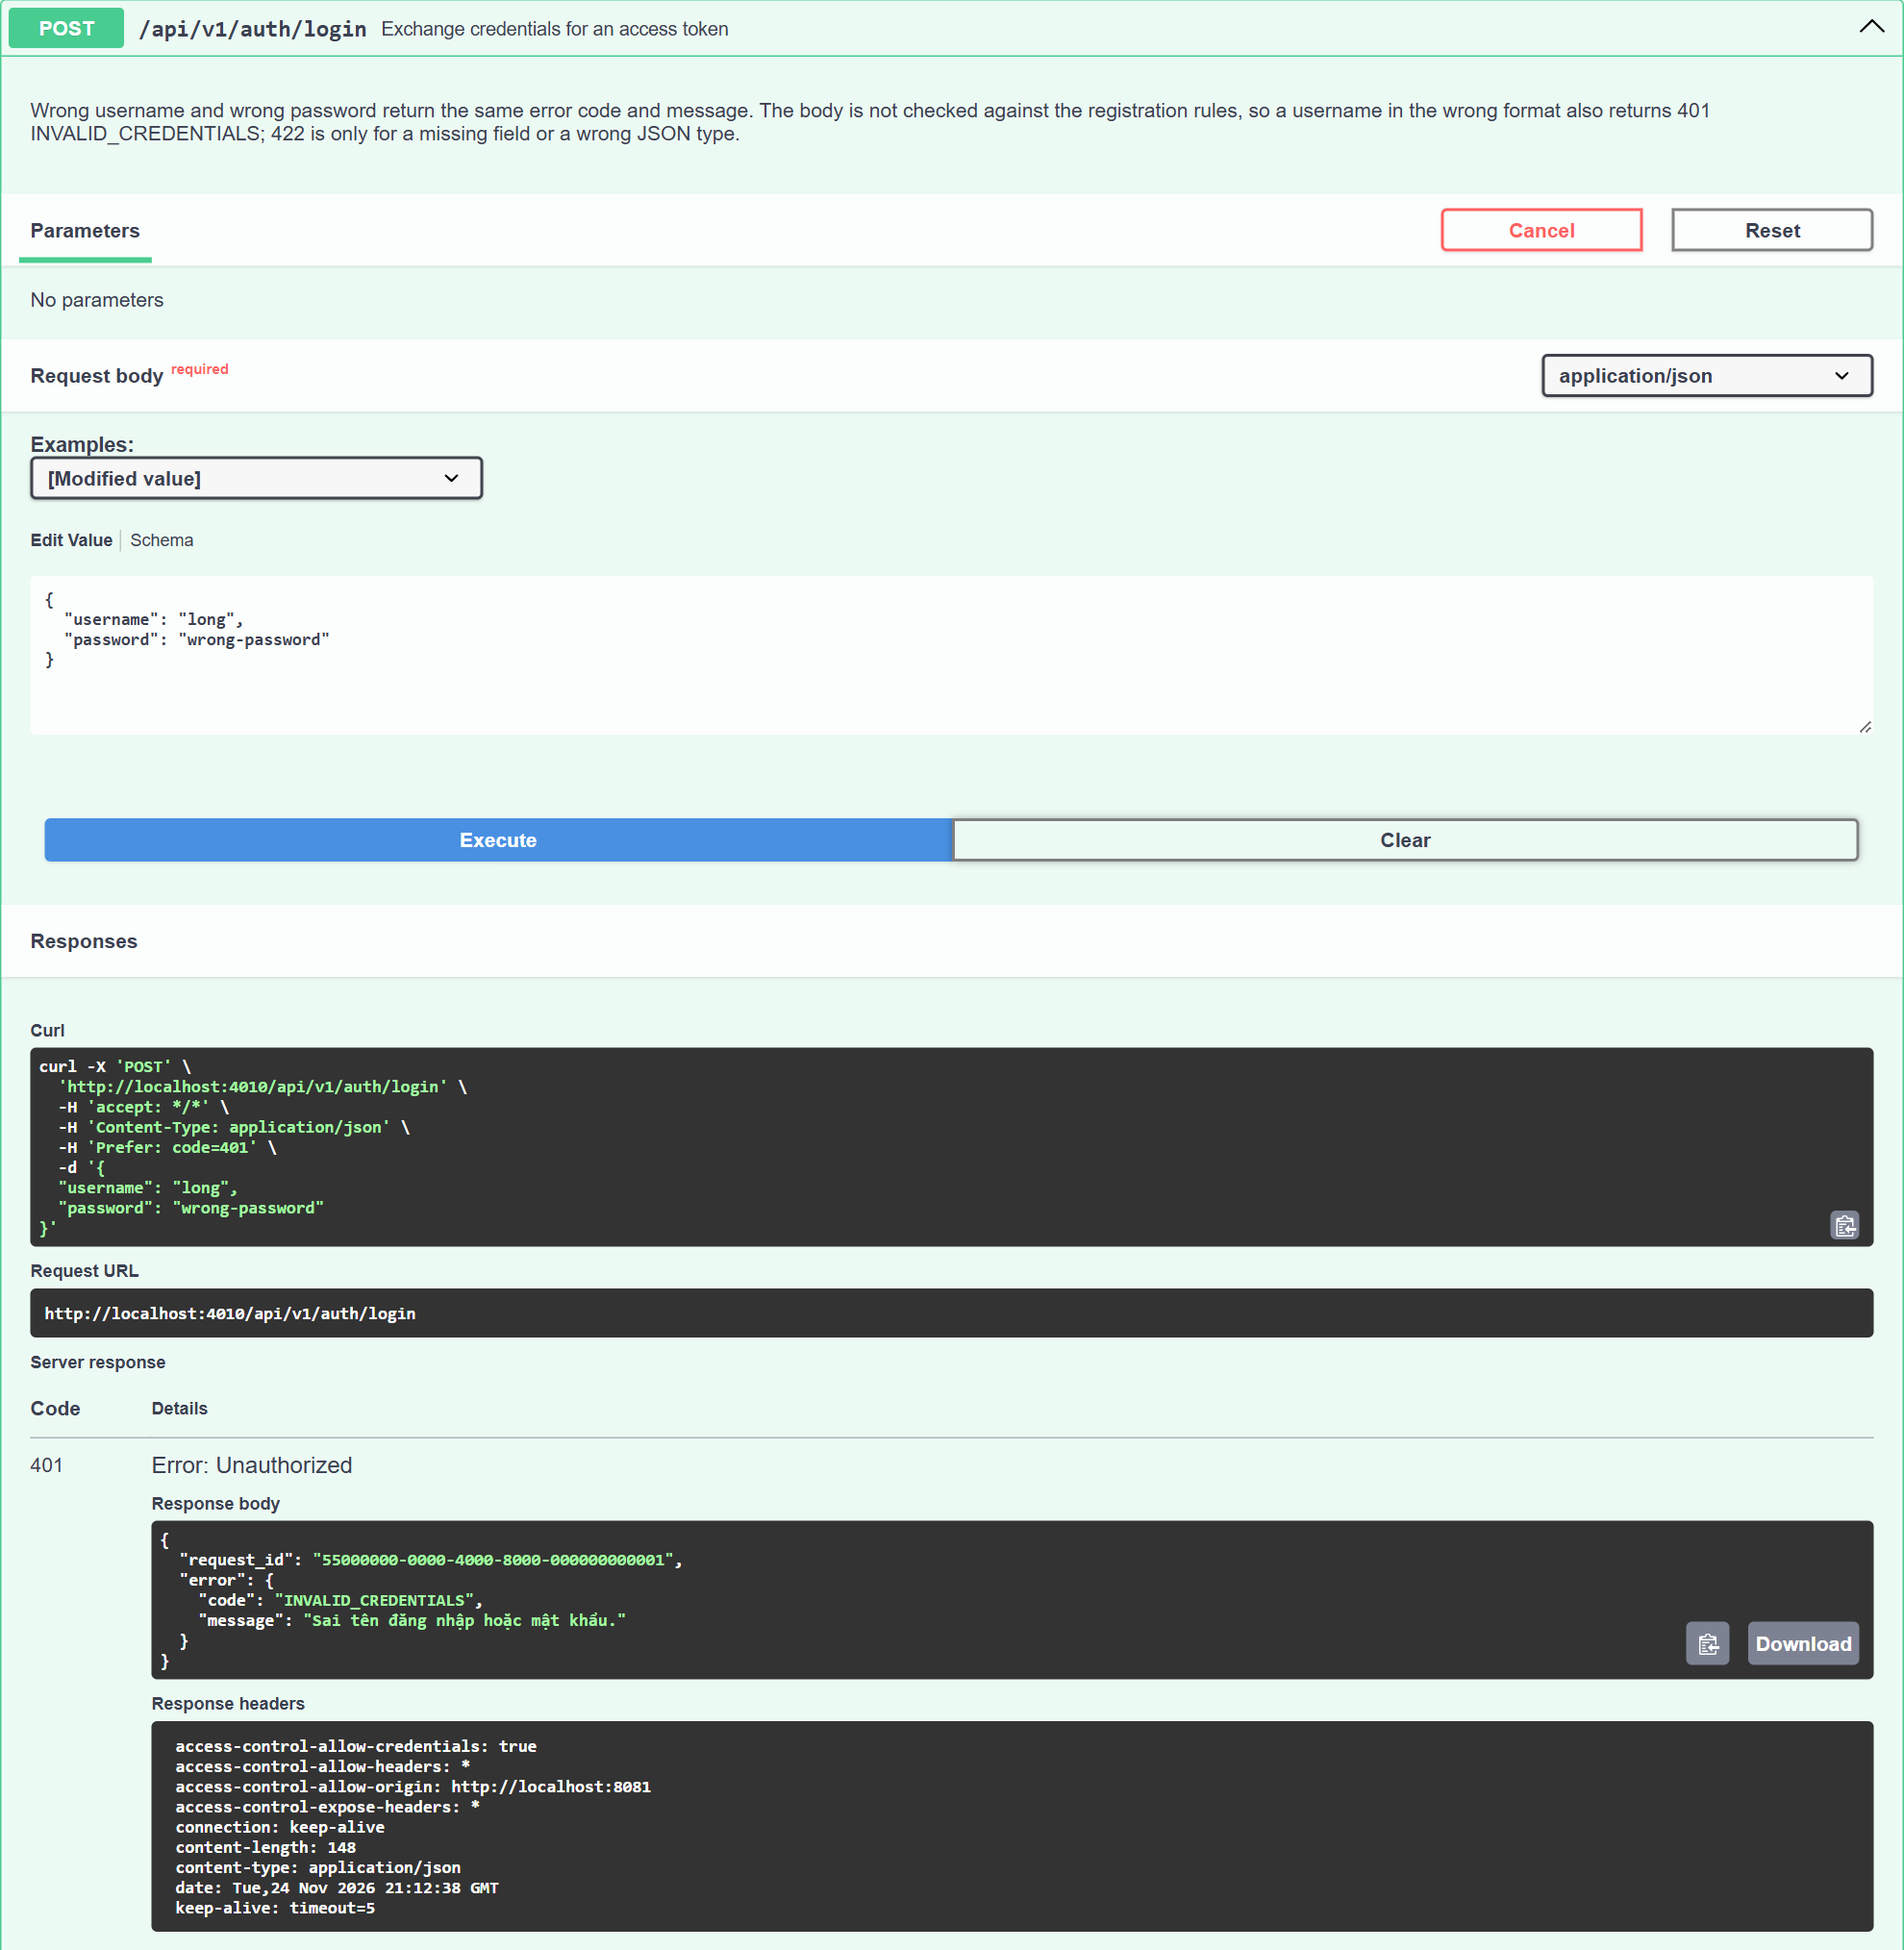 POST /api/v1/auth/login Exchange credentials for an access token
Wrong username and wrong password return the same error code and message. The body is not checked against the registration rules, so a username in the wrong format also returns 401
INVALID_CREDENTIALS; 422 is only for a missing field or a wrong JSON type.
Parameters Cancel Reset
No parameters
Request body required application/json
Examples:
[Modified value]
Edit Value Schema
{
  "username": "long",
  "password": "wrong-password"
}
Execute Clear
Responses
Curl
curl -X 'POST' \
  'http://localhost:4010/api/v1/auth/login' \
  -H 'accept: */*' \
  -H 'Content-Type: application/json' \
  -H 'Prefer: code=401' \
  -d '{
  "username": "long",
  "password": "wrong-password"
}'
Request URL
http://localhost:4010/api/v1/auth/login
Server response
Code Details
401 Error: Unauthorized
Response body
{
  "request_id": "55000000-0000-4000-8000-000000000001",
  "error": {
    "code": "INVALID_CREDENTIALS",
    "message": "Sai tên đăng nhập hoặc mật khẩu."
  }
}
Download
Response headers
access-control-allow-credentials: true
access-control-allow-headers: *
access-control-allow-origin: http://localhost:8081
access-control-expose-headers: *
connection: keep-alive
content-length: 148
content-type: application/json
date: Tue,24 Nov 2026 21:12:38 GMT
keep-alive: timeout=5